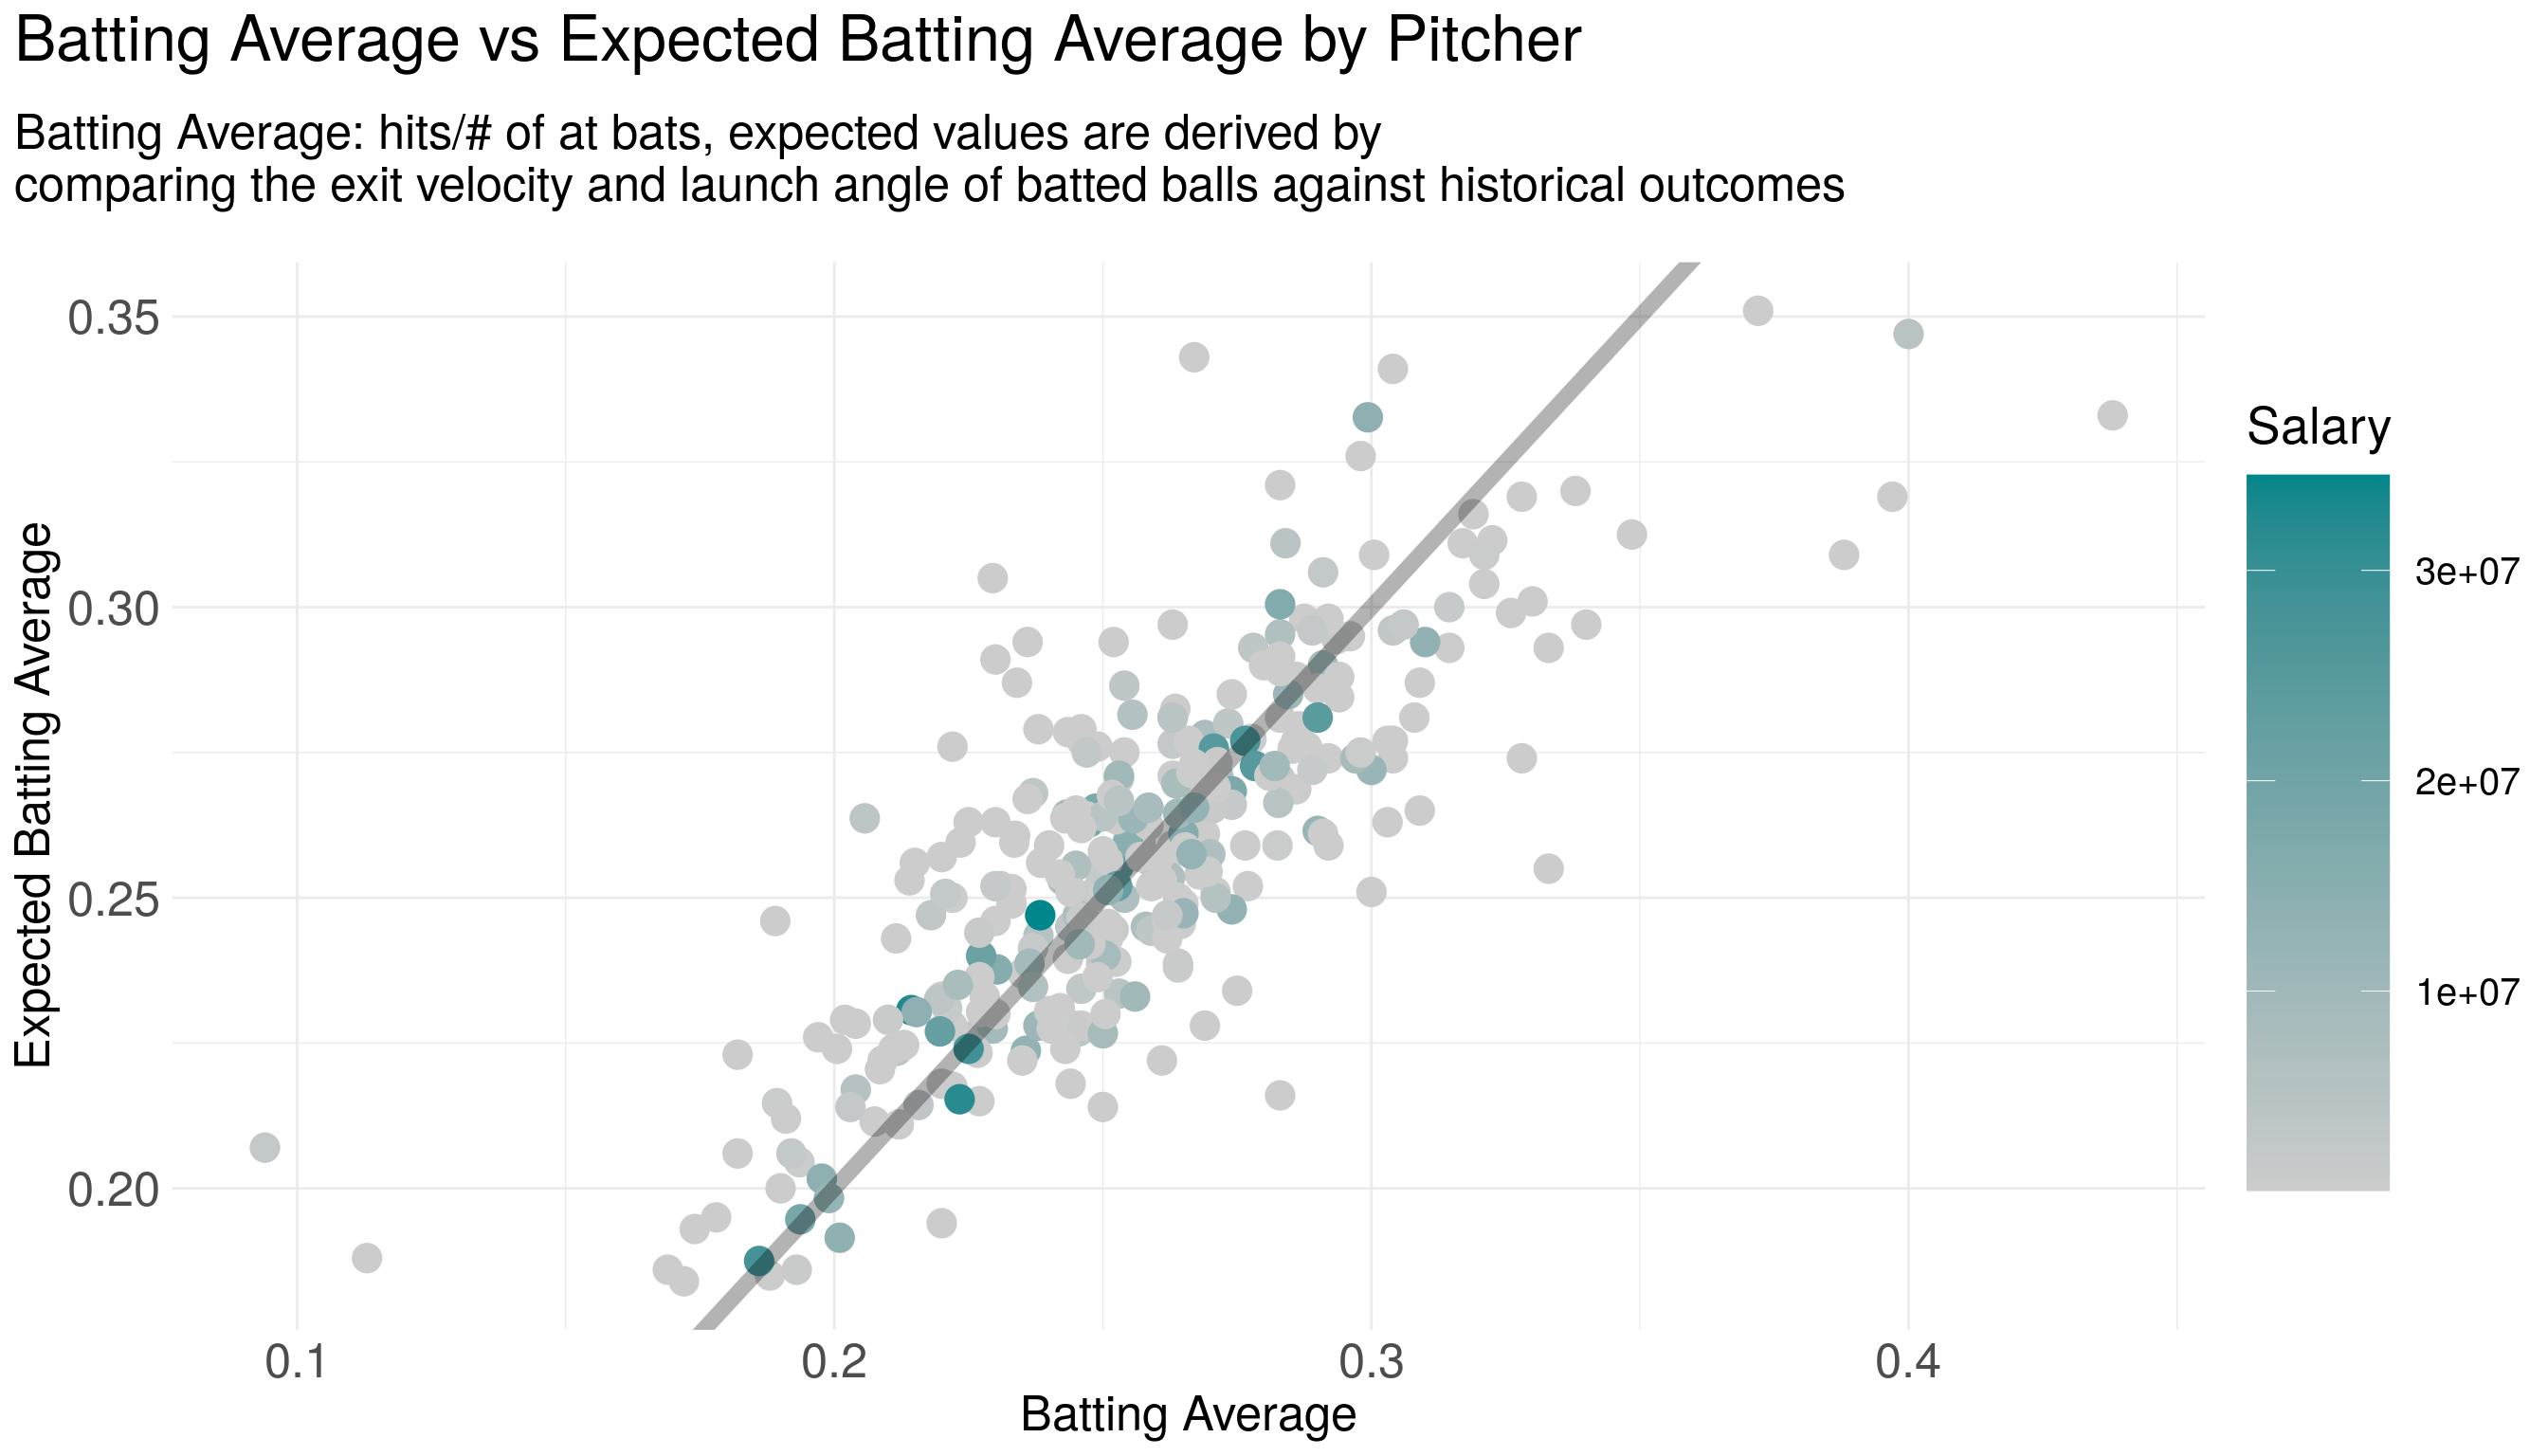 Batting Average vs Expected Batting Average by Pitcher
Batting Average: hits/# of at bats, expected values are derived by
comparing the exit velocity and launch angle of batted balls against historical outcomes
Expected Batting Average
0.35
0.30
0.25
0.20
0.1
0.2
0.3
0.4
Batting Average
Salary
3e+07
2e+07
1e+07